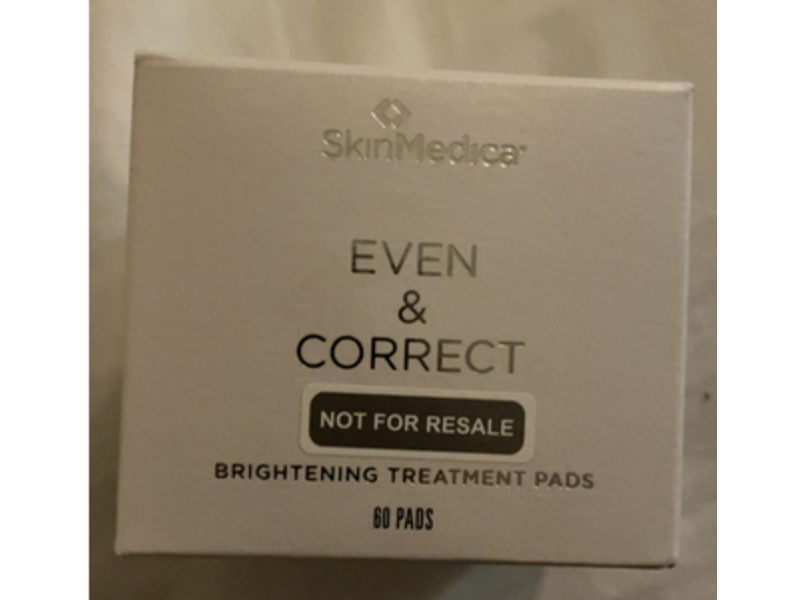 SkinMedica
EVEN
&
CORRECT
NOT FOR RESALE
BRIGHTENING TREATMENT PADS
60 PADS